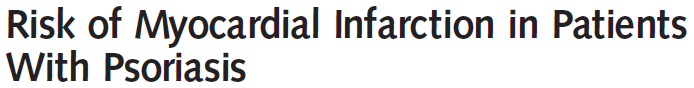 Risk of Myocardial Infarction in Patients
With Psoriasis